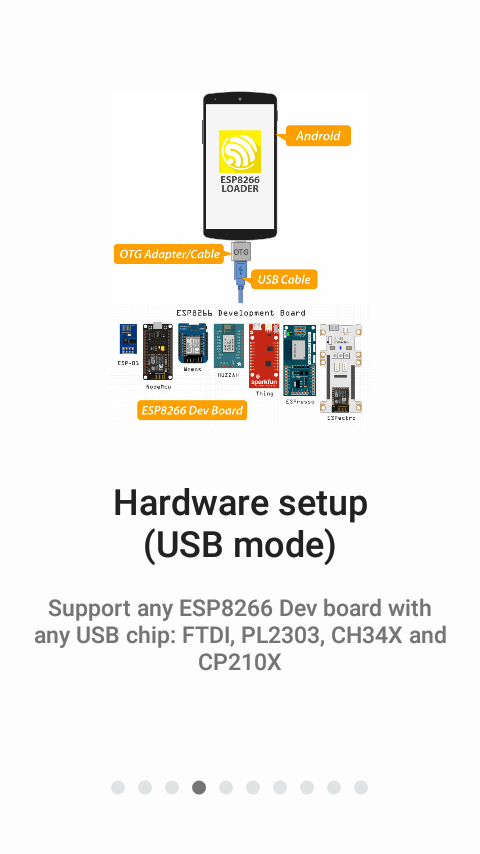 Android
ESP8266
LOADER
OTG Adapter/Cable
OTG
USB Cable
ESP8266 Development Board
ESP-01
NodeMcu
Wemos
HUZZAH
sparkfun
Thing
ESPresso
ESPectro
ESP8266 Dev Board
Hardware setup
(USB mode)
Support any ESP8266 Dev board with
any USB chip: FTDI, PL2303, CH34X and
CP210X